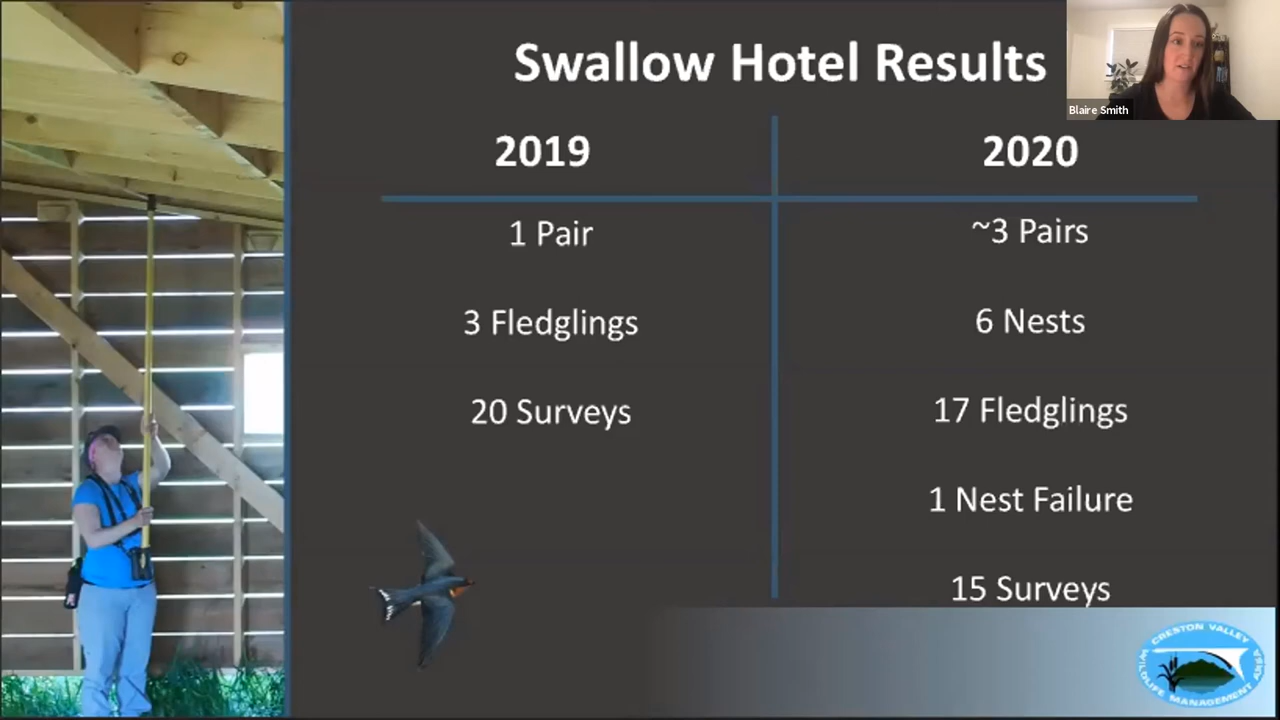 Swallow Hotel Results
Blaire Smith
2019
1 Pair
3 Fledglings
20 Surveys
2020
~3 Pairs
6 Nests
17 Fledglings
1 Nest Failure
15 Surveys
CRESTON VALLEY
WILDLIFE MANAGEMENT AREA